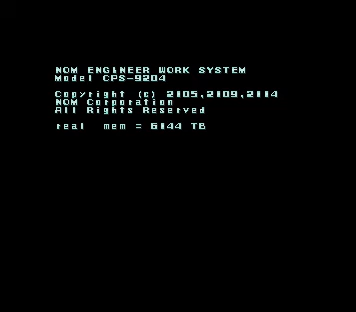 NOM ENGINEER WORK SYSTEM
Model CPS-9204
Copyright (c) 2105,2109,2114
NOM Corporation
All Rights Reserved
real mem = 6144 TB